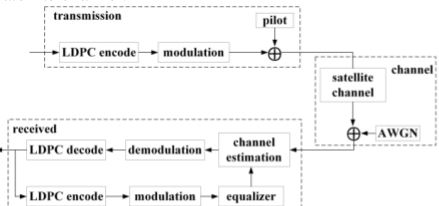 transmission
pilot
LDPC encode
modulation
satellite
channel
channel
AWGN
received
LDPC decode
demodulation
channel
estimation
LDPC encode
modulation
equalizer